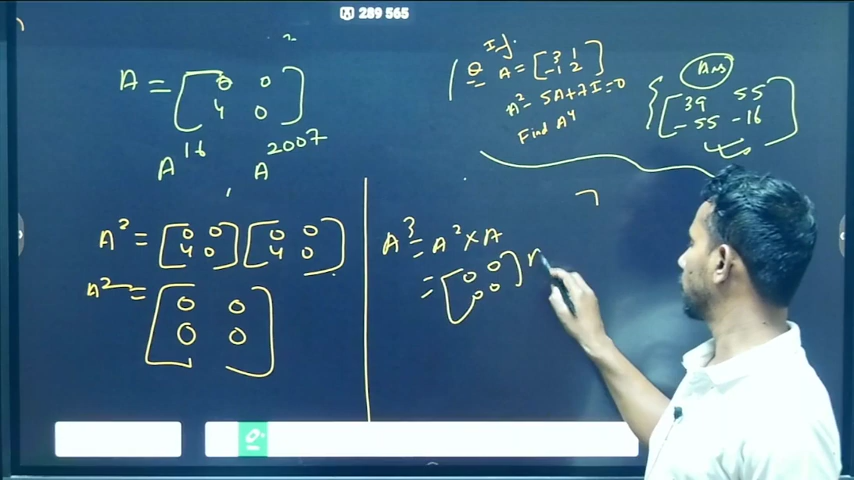 289 565
A = [0 0
4 0]
A^16 A^2007
A^2 = [0 0
4 0] [0 0
4 0]
A^2 = [0 0
0 0]
Q If A = [3 1
-1 2]
A^2 - 5A + 7I = 0
Find A^4
Ans
[39 55
-55 -16]
A^3 = A^2 × A
= [0 0
0 0]